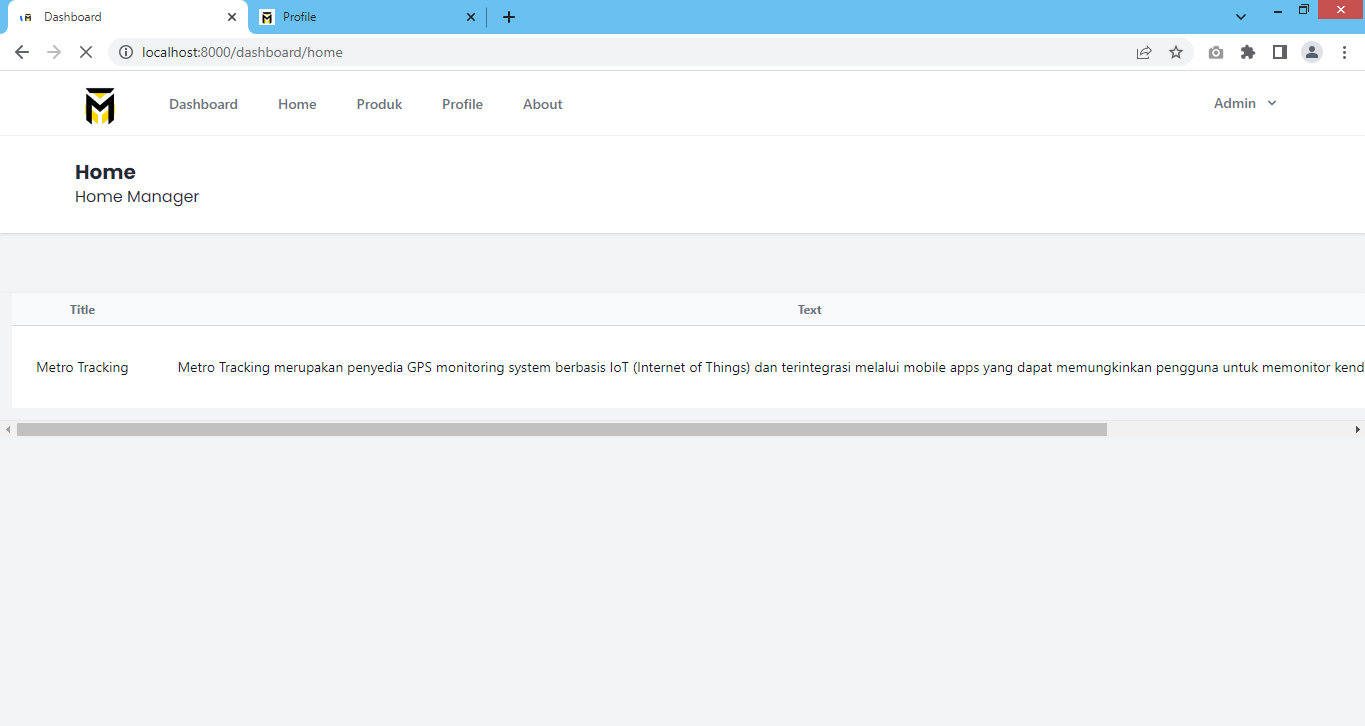 Dashboard
Profile
localhost:8000/dashboard/home
Dashboard
Home
Produk
Profile
About
Admin
Home
Home Manager
Title
Text
Metro Tracking
Metro Tracking merupakan penyedia GPS monitoring system berbasis IoT (Internet of Things) dan terintegrasi melalui mobile apps yang dapat memungkinkan pengguna untuk memonitor kend